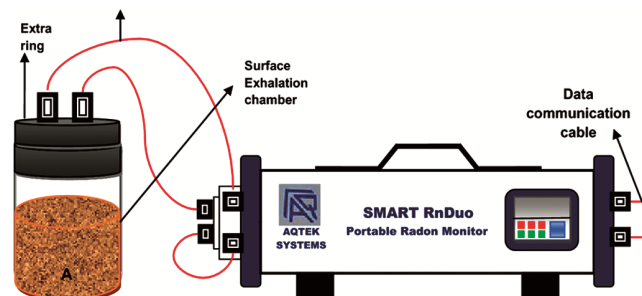 Extra
ring
Surface
Exhalation
chamber
Data
communication
cable
AQTEK
SYSTEMS
SMART RnDuo
Portable Radon Monitor
A